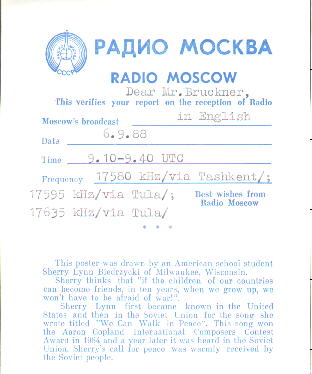 СССР
РАДИО МОСКВА
RADIO MOSCOW
Dear Mr.Bruckner,
This verifies your report on the reception of Radio
Moscow's broadcast in English
Date 6.9.88
Time 9.10-9.40 UTC
Frequency 17580 kHz/via Tashkent/;
17595 kHz/via Tula/; Best wishes from
17635 kHz/via Tula/ Radio Moscow
* * *
This poster was drawn by an American school student
Sherry Lynn Biedrzycki of Milwaukee, Wisconsin.
Sherry thinks that "if the children of our countries
can become friends, in ten years, when we grow up, we
won't have to be afraid of war!".
Sherry Lynn first became known in the United
States and then in the Soviet Union for the song she
wrote titled "We Can Walk in Peace". This song won
the Aaron Copland International Composers Contest
Award in 1984 and a year later it was heard in the Soviet
Union. Sherry's call for peace was warmly received by
the Soviet people.